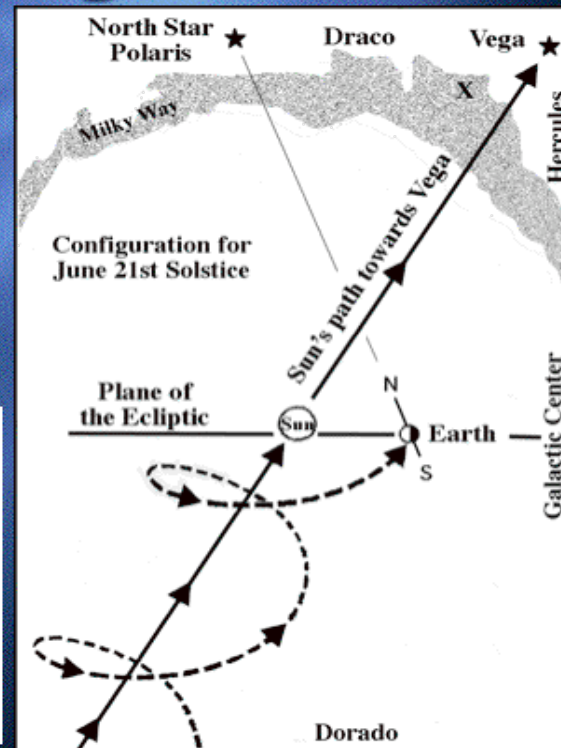 North Star
Polaris
Draco
Vega
Milky Way
X
Hercules
Sun's path towards Vega
Configuration for
June 21st Solstice
Plane of
the Ecliptic
Sun
N
Earth
S
Galactic Center
Dorado